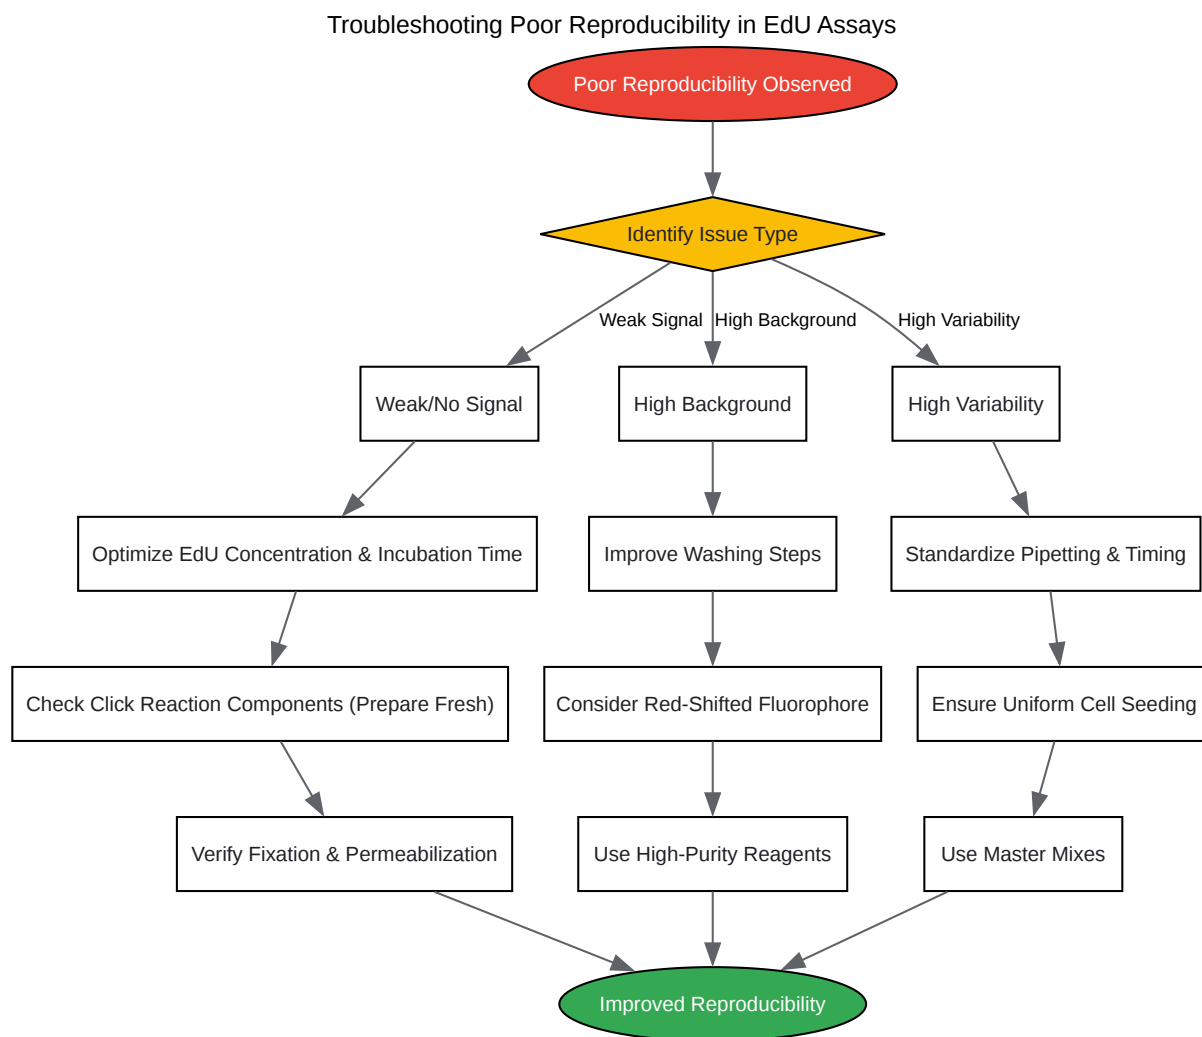 Troubleshooting Poor Reproducibility in EdU Assays
Poor Reproducibility Observed
Identify Issue Type
Weak Signal
High Background
High Variability
Weak/No Signal
High Background
High Variability
Optimize EdU Concentration & Incubation Time
Improve Washing Steps
Standardize Pipetting & Timing
Check Click Reaction Components (Prepare Fresh)
Consider Red-Shifted Fluorophore
Ensure Uniform Cell Seeding
Verify Fixation & Permeabilization
Use High-Purity Reagents
Use Master Mixes
Improved Reproducibility